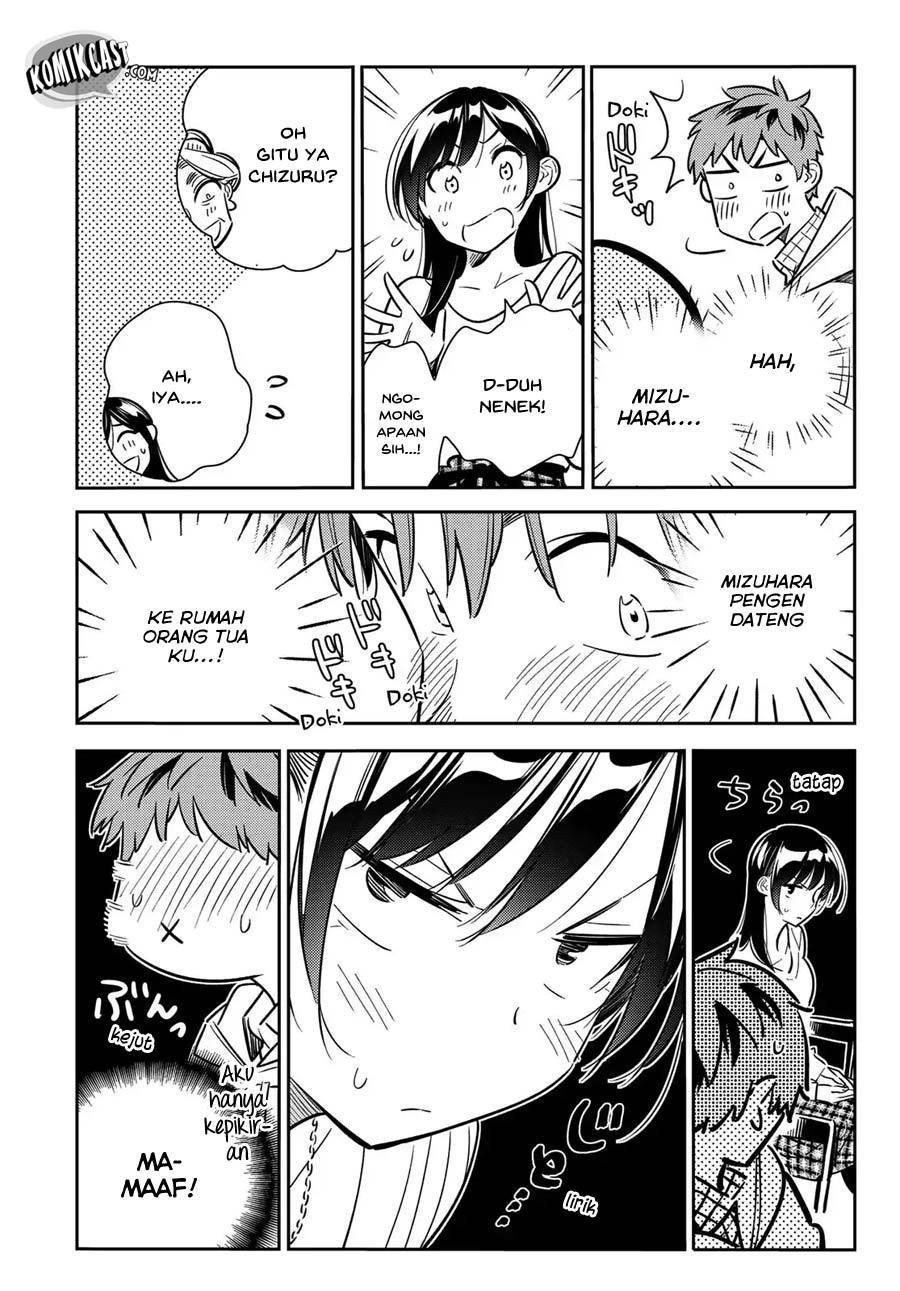 KOMIKCAST
.COM
Doki
ドキッ
HAH,
MIZU-
HARA....
D-DUH
NENEK!
NGO-
MONG
APAAN
SIH...!
OH
GITU YA
CHIZURU?
AH,
IYA....
MIZUHARA
PENGEN
DATENG
ドキ
Doki
ドキ
Doki
KE RUMAH
ORANG TUA
KU...!
tatap
ちらっ
じと
lirik
ぶんっ
kejut
Aku
hanya
kepikir-
an
MA-
MAAF!